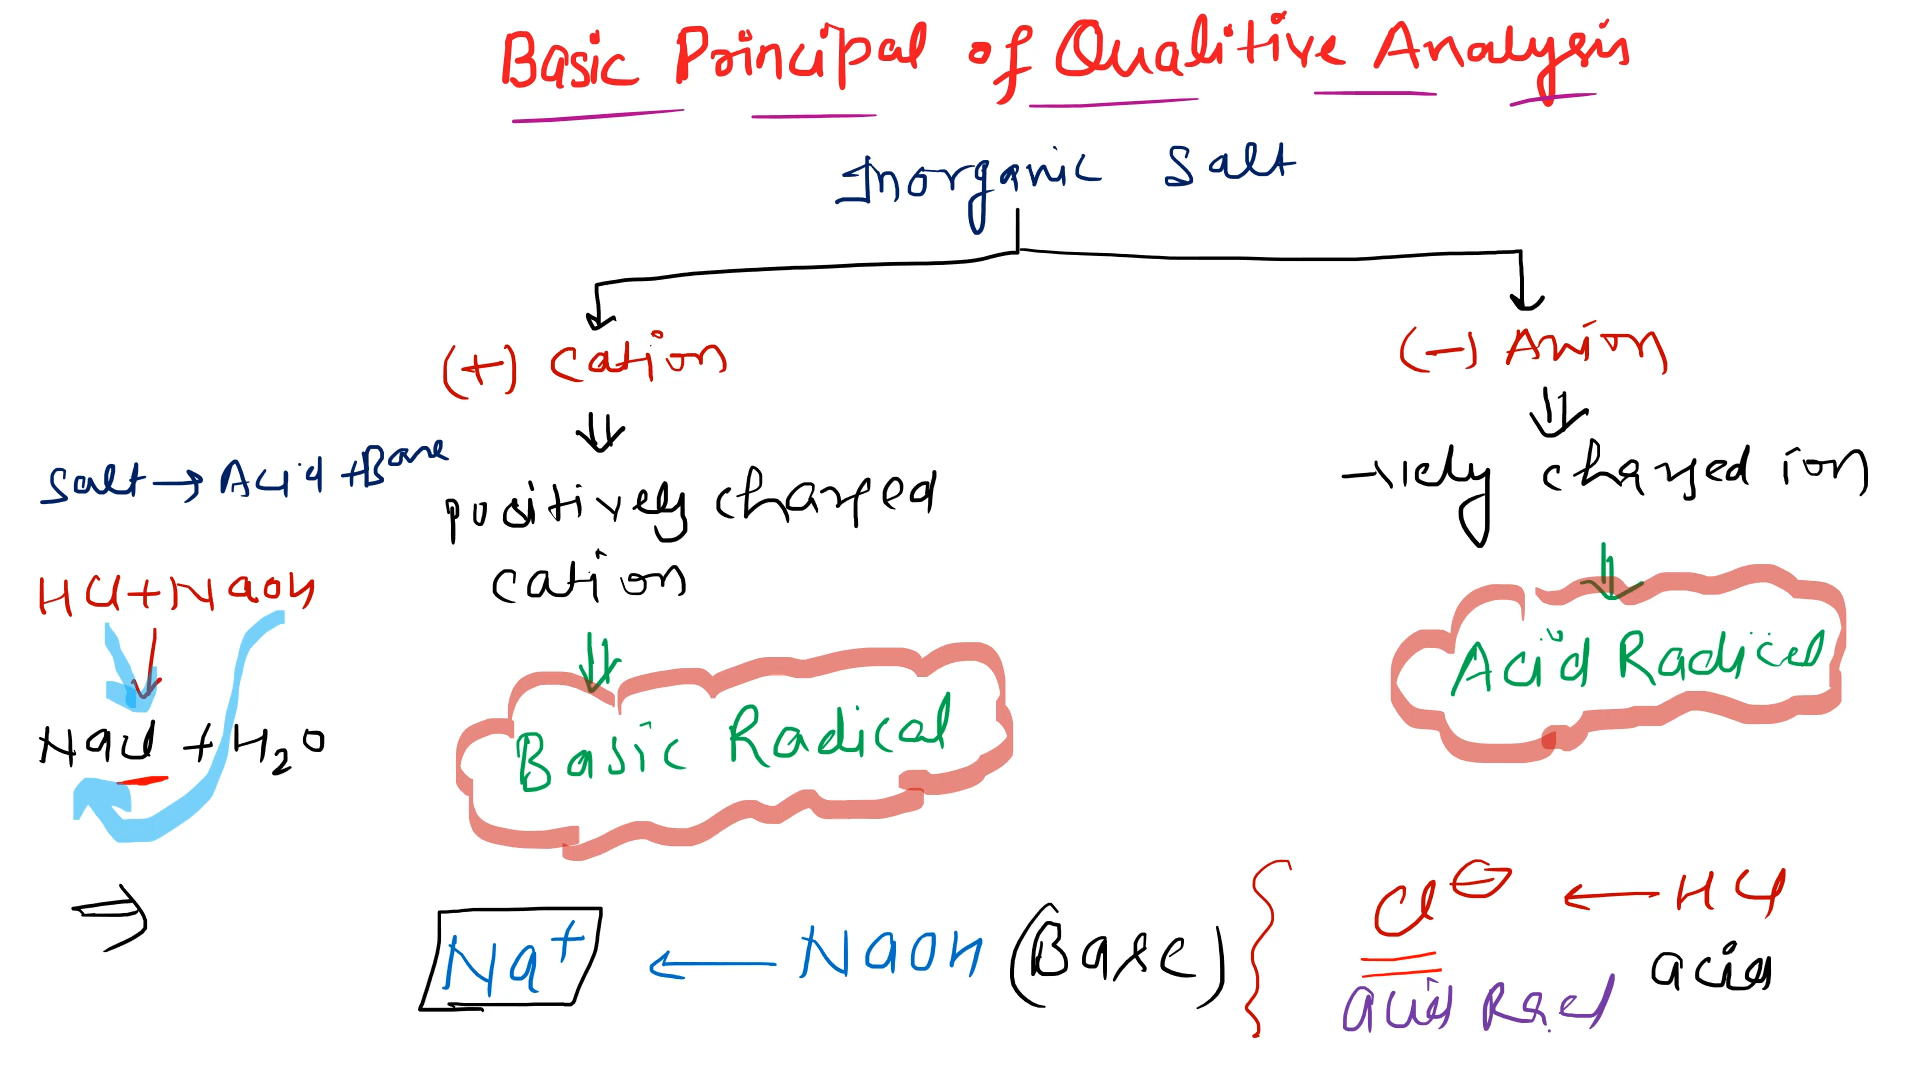 Basic Principal of Qualitive Analysis
Inorganic Salt
(+) Cation
(-) Anion
Salt → Acid + Base
positively charged
cation
-viely charged ion
HCl + NaOH
NaCl + H2O
Basic Radical
Acid Radical
⇒
Na+ ← NaOH (Base)
Cl⊖ ← HCl
acid
acid Rad